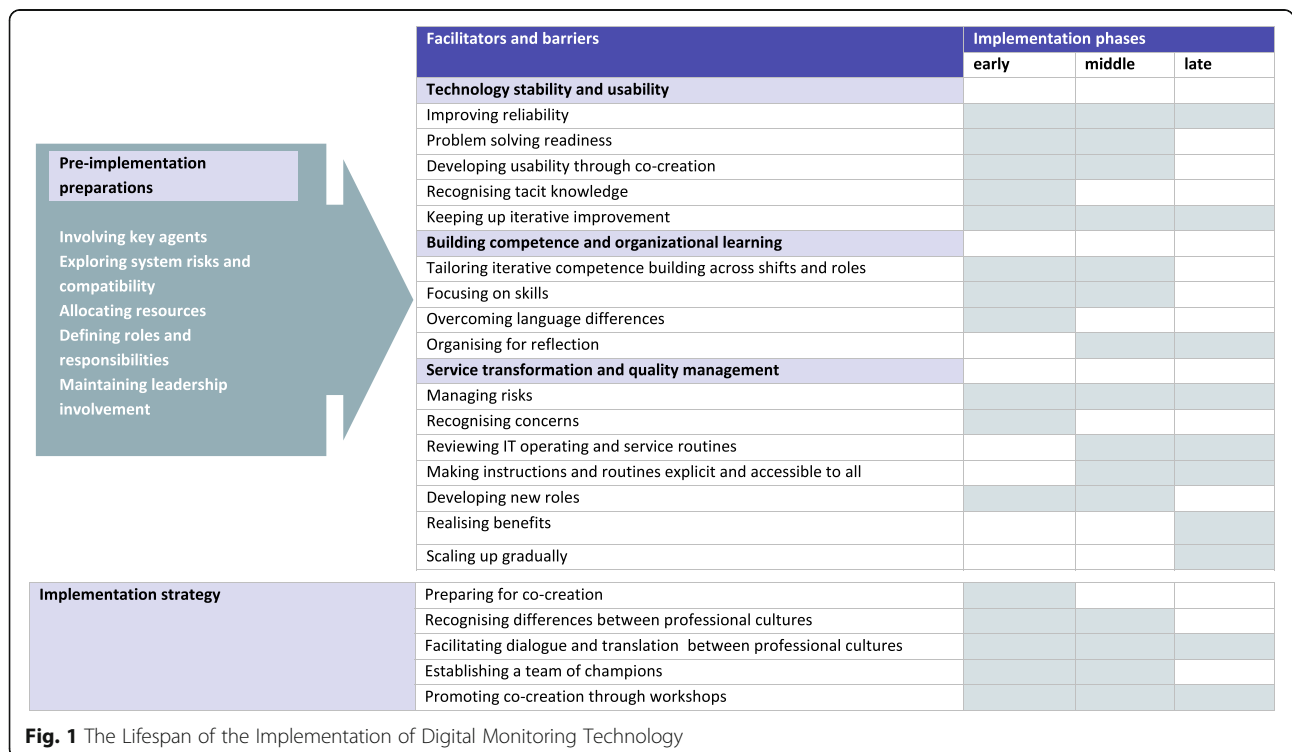 Facilitators and barriers
Implementation phases
early middle late
Technology stability and usability
Improving reliability
Problem solving readiness
Developing usability through co-creation
Recognising tacit knowledge
Keeping up iterative improvement
Building competence and organizational learning
Tailoring iterative competence building across shifts and roles
Focusing on skills
Overcoming language differences
Organising for reflection
Service transformation and quality management
Managing risks
Recognising concerns
Reviewing IT operating and service routines
Making instructions and routines explicit and accessible to all
Developing new roles
Realising benefits
Scaling up gradually
Pre-implementation
preparations
Involving key agents
Exploring system risks and
compatibility
Allocating resources
Defining roles and
responsibilities
Maintaining leadership
involvement
Implementation strategy
Preparing for co-creation
Recognising differences between professional cultures
Facilitating dialogue and translation between professional cultures
Establishing a team of champions
Promoting co-creation through workshops
Fig. 1 The Lifespan of the Implementation of Digital Monitoring Technology